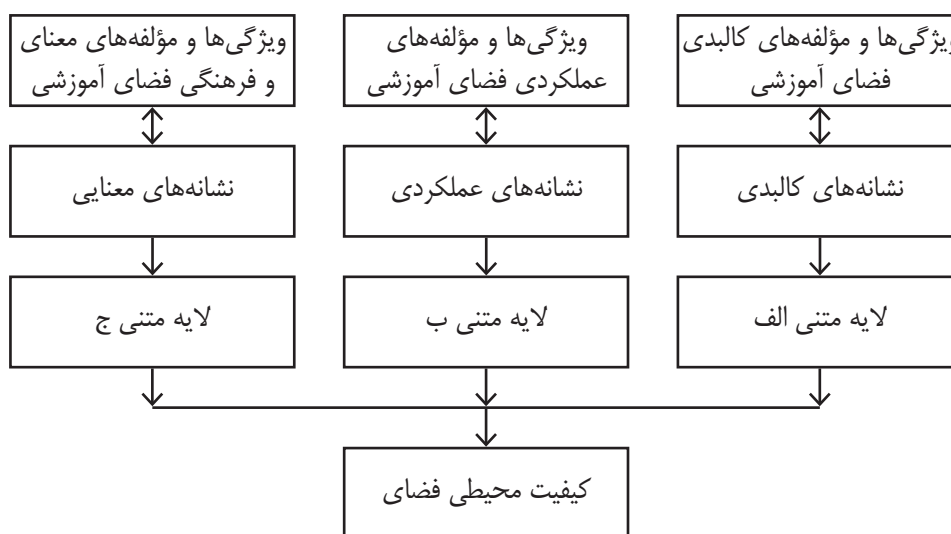 ویژگی‌ها و مؤلفه‌های کالبدی
فضای آموزشی
ویژگی‌ها و مؤلفه‌های
عملکردی فضای آموزشی
ویژگی‌ها و مؤلفه‌های معنای
و فرهنگی فضای آموزشی
نشانه‌های کالبدی
نشانه‌های عملکردی
نشانه‌های معنایی
لایه متنی الف
لایه متنی ب
لایه متنی ج
کیفیت محیطی فضای